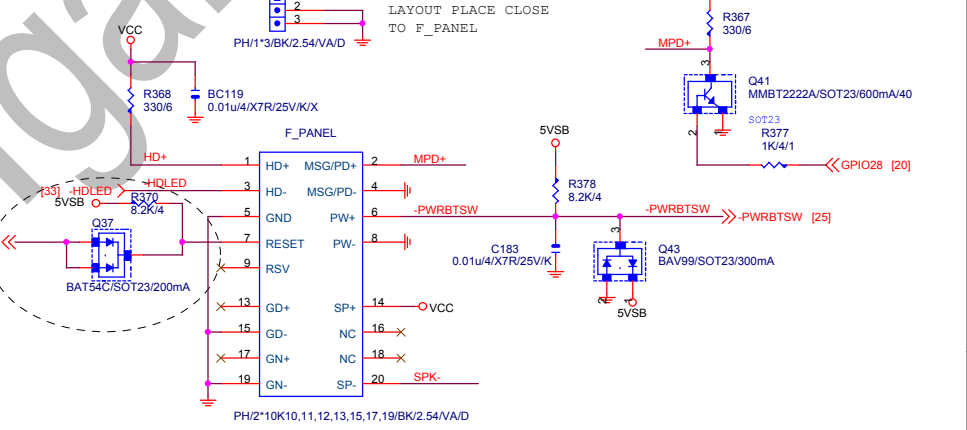 2
3
LAYOUT PLACE CLOSE
TO F_PANEL
PH/1*3/BK/2.54/VA/D
VCC
R368
330/6
BC119
0.01u/4/X7R/25V/K/X
R367
330/6
MPD+
3
Q41
MMBT2222A/SOT23/600mA/40
SOT23
2
1
R377
1K/4/1
GPIO28 [20]
F_PANEL
HD+
1 HD+
MSG/PD+ 2
MPD+
[33] -HDLED
-HDLED
3 HD-
MSG/PD- 4
5VSB
R370
8.2K/4
5 GND
PW+ 6
-PWRBTSW
5VSB
R378
8.2K/4
-PWRBTSW
-PWRBTSW [25]
Q37
BAT54C/SOT23/200mA
7 RESET
PW- 8
C183
0.01u/4/X7R/25V/K
3
Q43
BAV99/SOT23/300mA
2
1
5VSB
9 RSV
13 GD+
SP+ 14
VCC
15 GD-
NC 16
17 GN+
NC 18
19 GN-
SP- 20
SPK-
PH/2*10K10,11,12,13,15,17,19/BK/2.54/VA/D